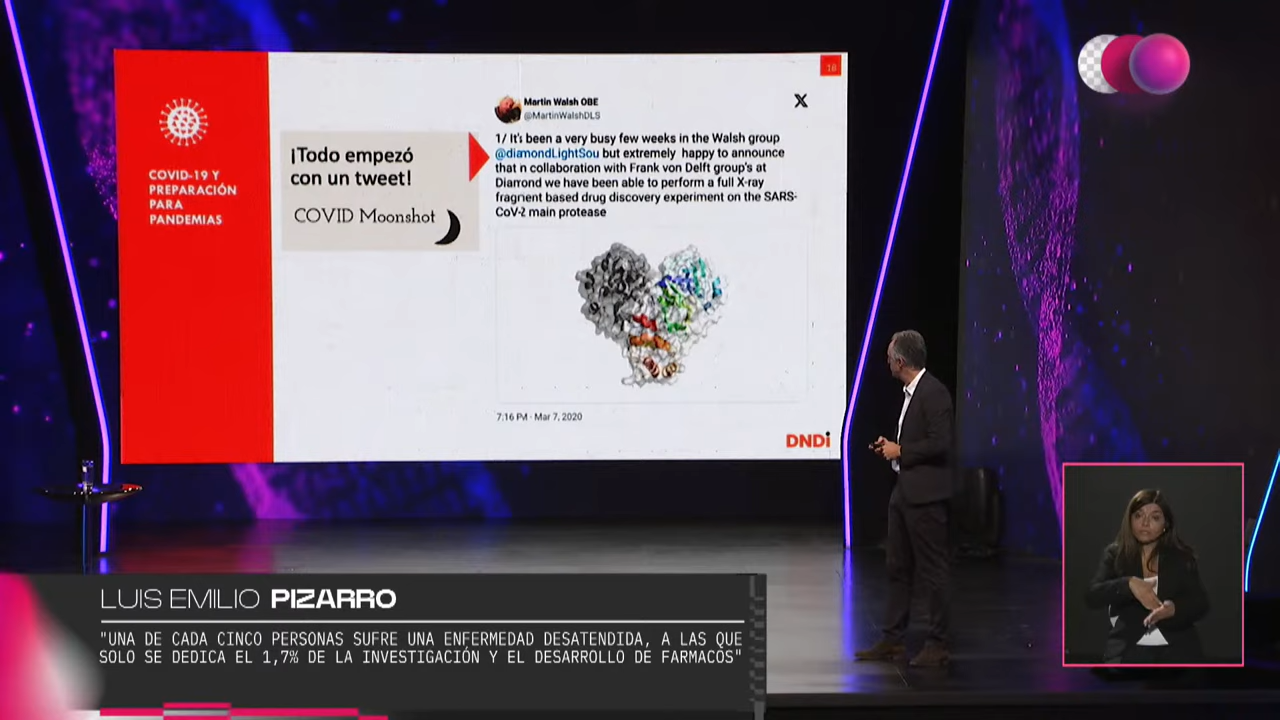 18
COVID-19 Y
PREPARACIÓN
PARA
PANDEMIAS
¡Todo empezó
con un tweet!
COVID Moonshot
Martin Walsh OBE
@MartinWalshDLS
X
1/ It's been a very busy few weeks in the Walsh group
@diamondLightSou but extremely happy to announce
that n collaboration with Frank von Delft group's at
Diamond we have been able to perform a full X-ray
fragment based drug discovery experiment on the SARS-
CoV-2 main protease
7:16 PM · Mar 7, 2020
DNDi
LUIS EMILIO PIZARRO
"UNA DE CADA CINCO PERSONAS SUFRE UNA ENFERMEDAD DESATENDIDA, A LAS QUE
SOLO SE DEDICA EL 1,7% DE LA INVESTIGACIÓN Y EL DESARROLLO DE FARMACOS"